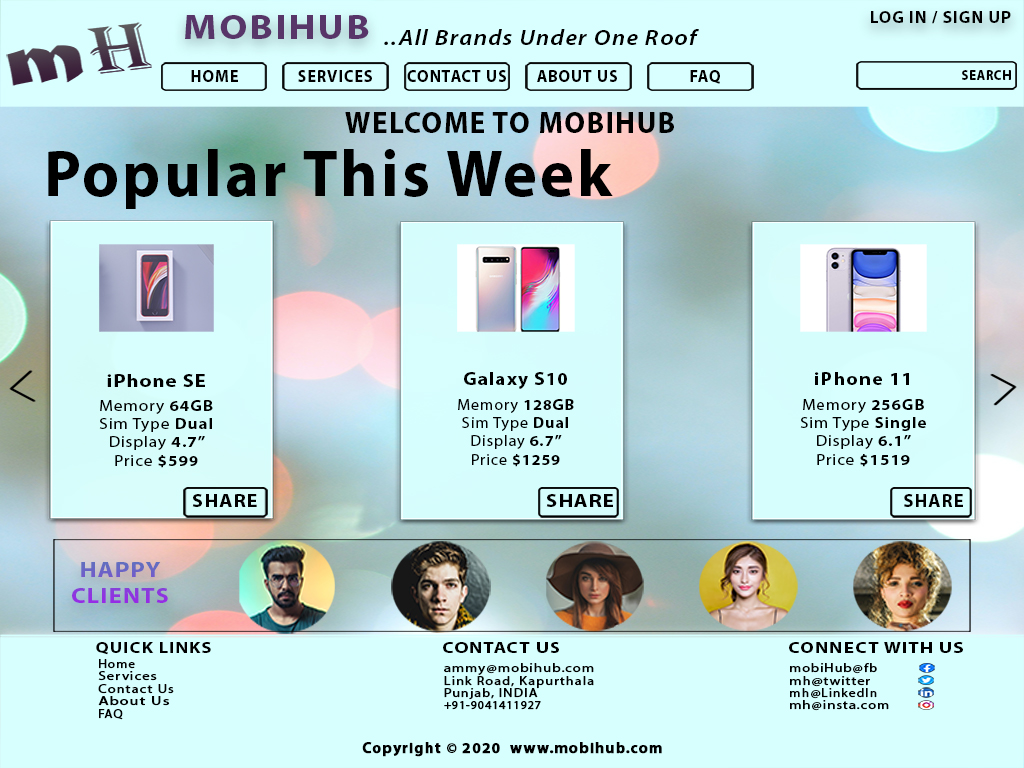 LOG IN / SIGN UP
mH
MOBIHUB
..All Brands Under One Roof
HOME
SERVICES
CONTACT US
ABOUT US
FAQ
SEARCH
WELCOME TO MOBIHUB
Popular This Week
iPhone SE
Memory 64GB
Sim Type Dual
Display 4.7”
Price $599
SHARE
Galaxy S10
Memory 128GB
Sim Type Dual
Display 6.7”
Price $1259
SHARE
iPhone 11
Memory 256GB
Sim Type Single
Display 6.1”
Price $1519
SHARE
HAPPY
CLIENTS
QUICK LINKS
Home
Services
Contact Us
About Us
FAQ
CONTACT US
ammy@mobihub.com
Link Road, Kapurthala
Punjab, INDIA
+91-9041411927
CONNECT WITH US
mobiHub@fb
mh@twitter
mh@LinkedIn
mh@insta.com
Copyright © 2020 www.mobihub.com